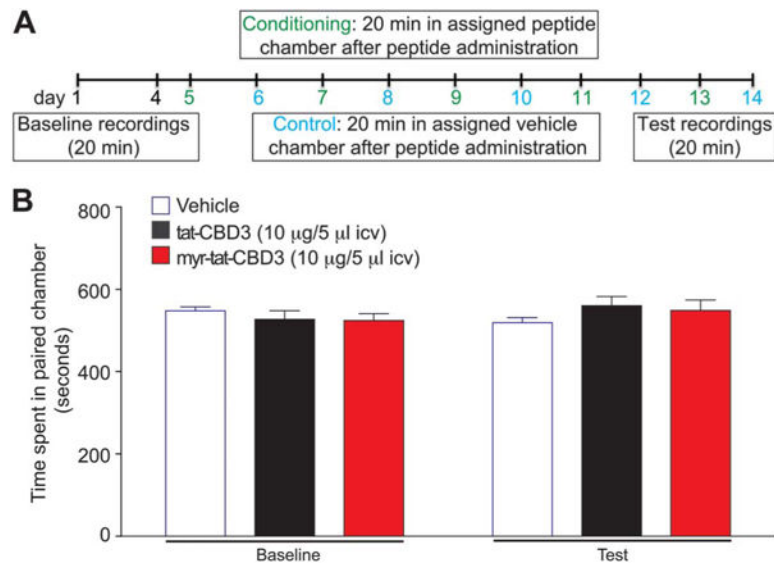 A
Conditioning: 20 min in assigned peptide
chamber after peptide administration
day 1 4 5 6 7 8 9 10 11 12 13 14
Baseline recordings
(20 min)
Control: 20 min in assigned vehicle
chamber after peptide administration
Test recordings
(20 min)
B
Time spent in paired chamber
(seconds)
800
600
400
200
0
Vehicle
tat-CBD3 (10 μg/5 μl icv)
myr-tat-CBD3 (10 μg/5 μl icv)
Baseline
Test